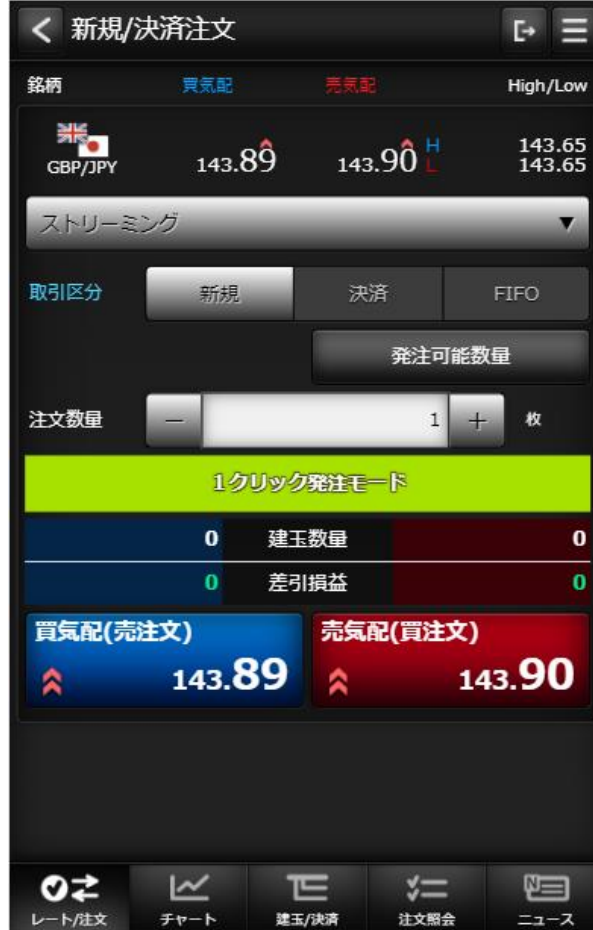 新規/決済注文
銘柄 買気配 売気配 High/Low
GBP/JPY 143.89 143.90 H 143.65
L 143.65
ストリーミング ▼
取引区分 新規 決済 FIFO
発注可能数量
注文数量 － 1 ＋ 枚
1クリック発注モード
0 建玉数量 0
0 差引損益 0
買気配(売注文) 売気配(買注文)
143.89 143.90
レート/注文 チャート 建玉/決済 注文照会 ニュース